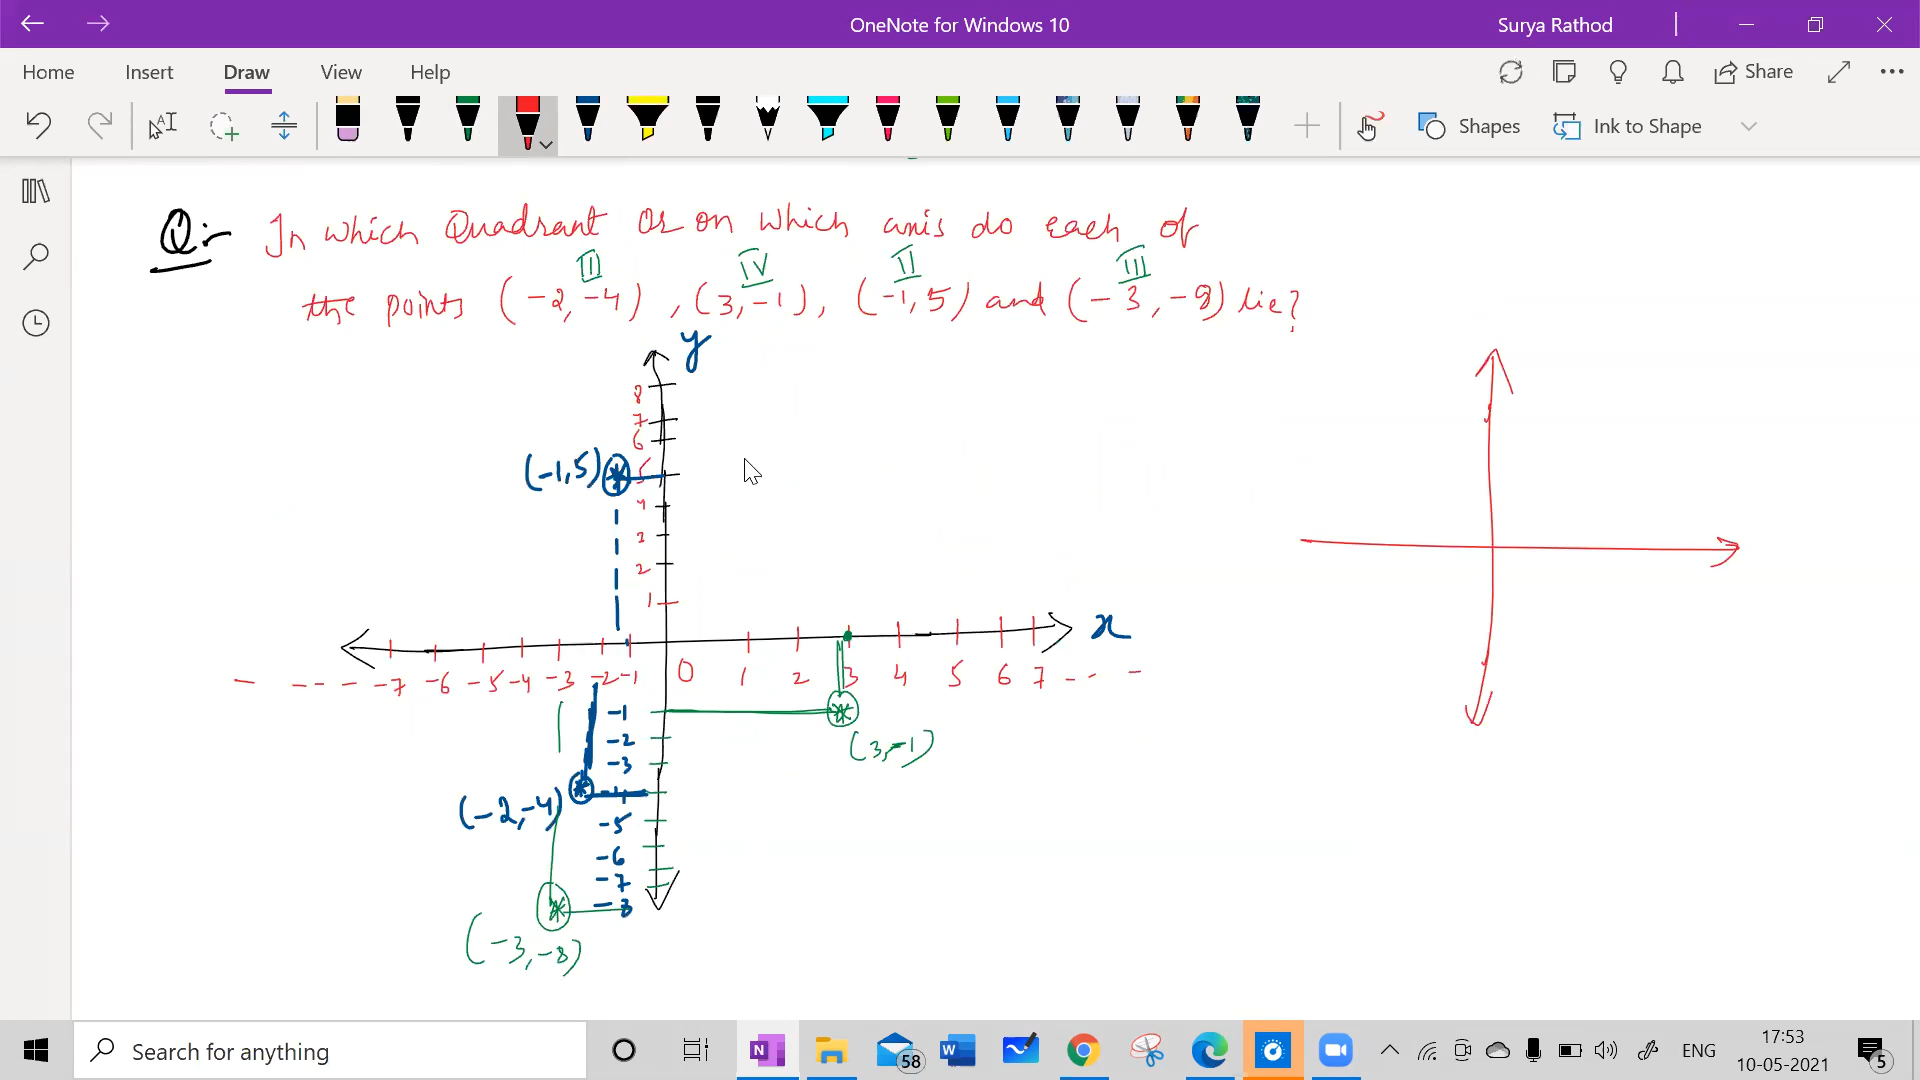 OneNote for Windows 10
Surya Rathod
Home Insert Draw View Help
Share
Shapes
Ink to Shape
Q:- In which Quadrant or on which axis do each of
III IV II III
the points (-2, -4), (3, -1), (-1, 5) and (-3, -8) lie?
y
8
7
6
(-1, 5) 5
4
3
2
1
x
- - - - -7 -6 -5 -4 -3 -2 -1 0 1 2 3 4 5 6 7 - - -
-1
-2
(3, -1)
-3
(-2, -4) -4
-5
-6
-7
-8
(-3, -8)
Search for anything
58
ENG
17:53
10-05-2021
5